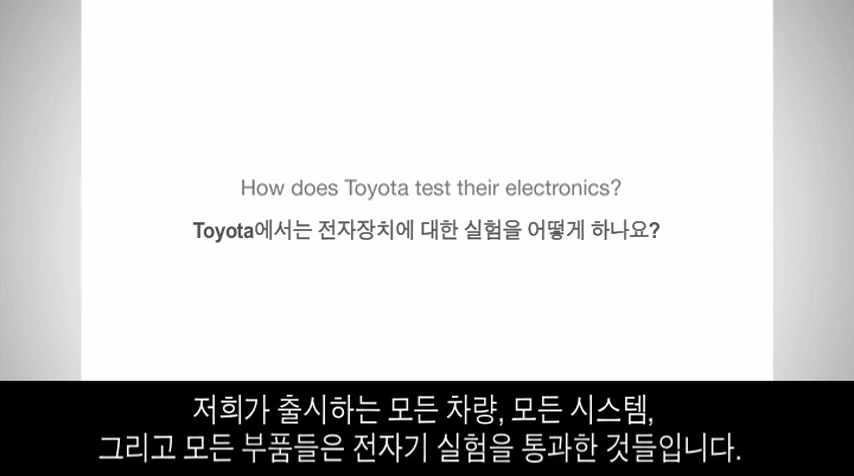 How does Toyota test their electronics?
Toyota에서는 전자장치에 대한 실험을 어떻게 하나요?
저희가 출시하는 모든 차량, 모든 시스템,
그리고 모든 부품들은 전자기 실험을 통과한 것들입니다.